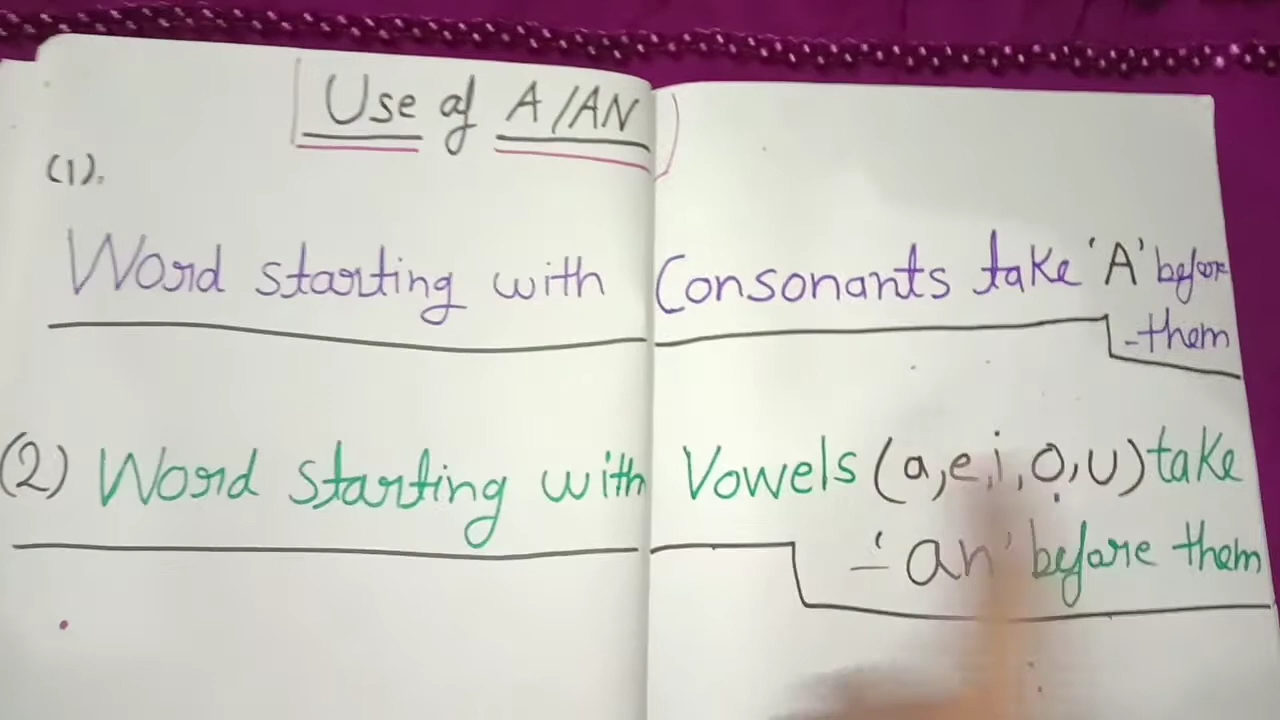 Use of A/AN
(1).
Word starting with Consonants take 'A' before
-them
(2) Word starting with Vowels (a,e,i,o,u) take
-'an' before them